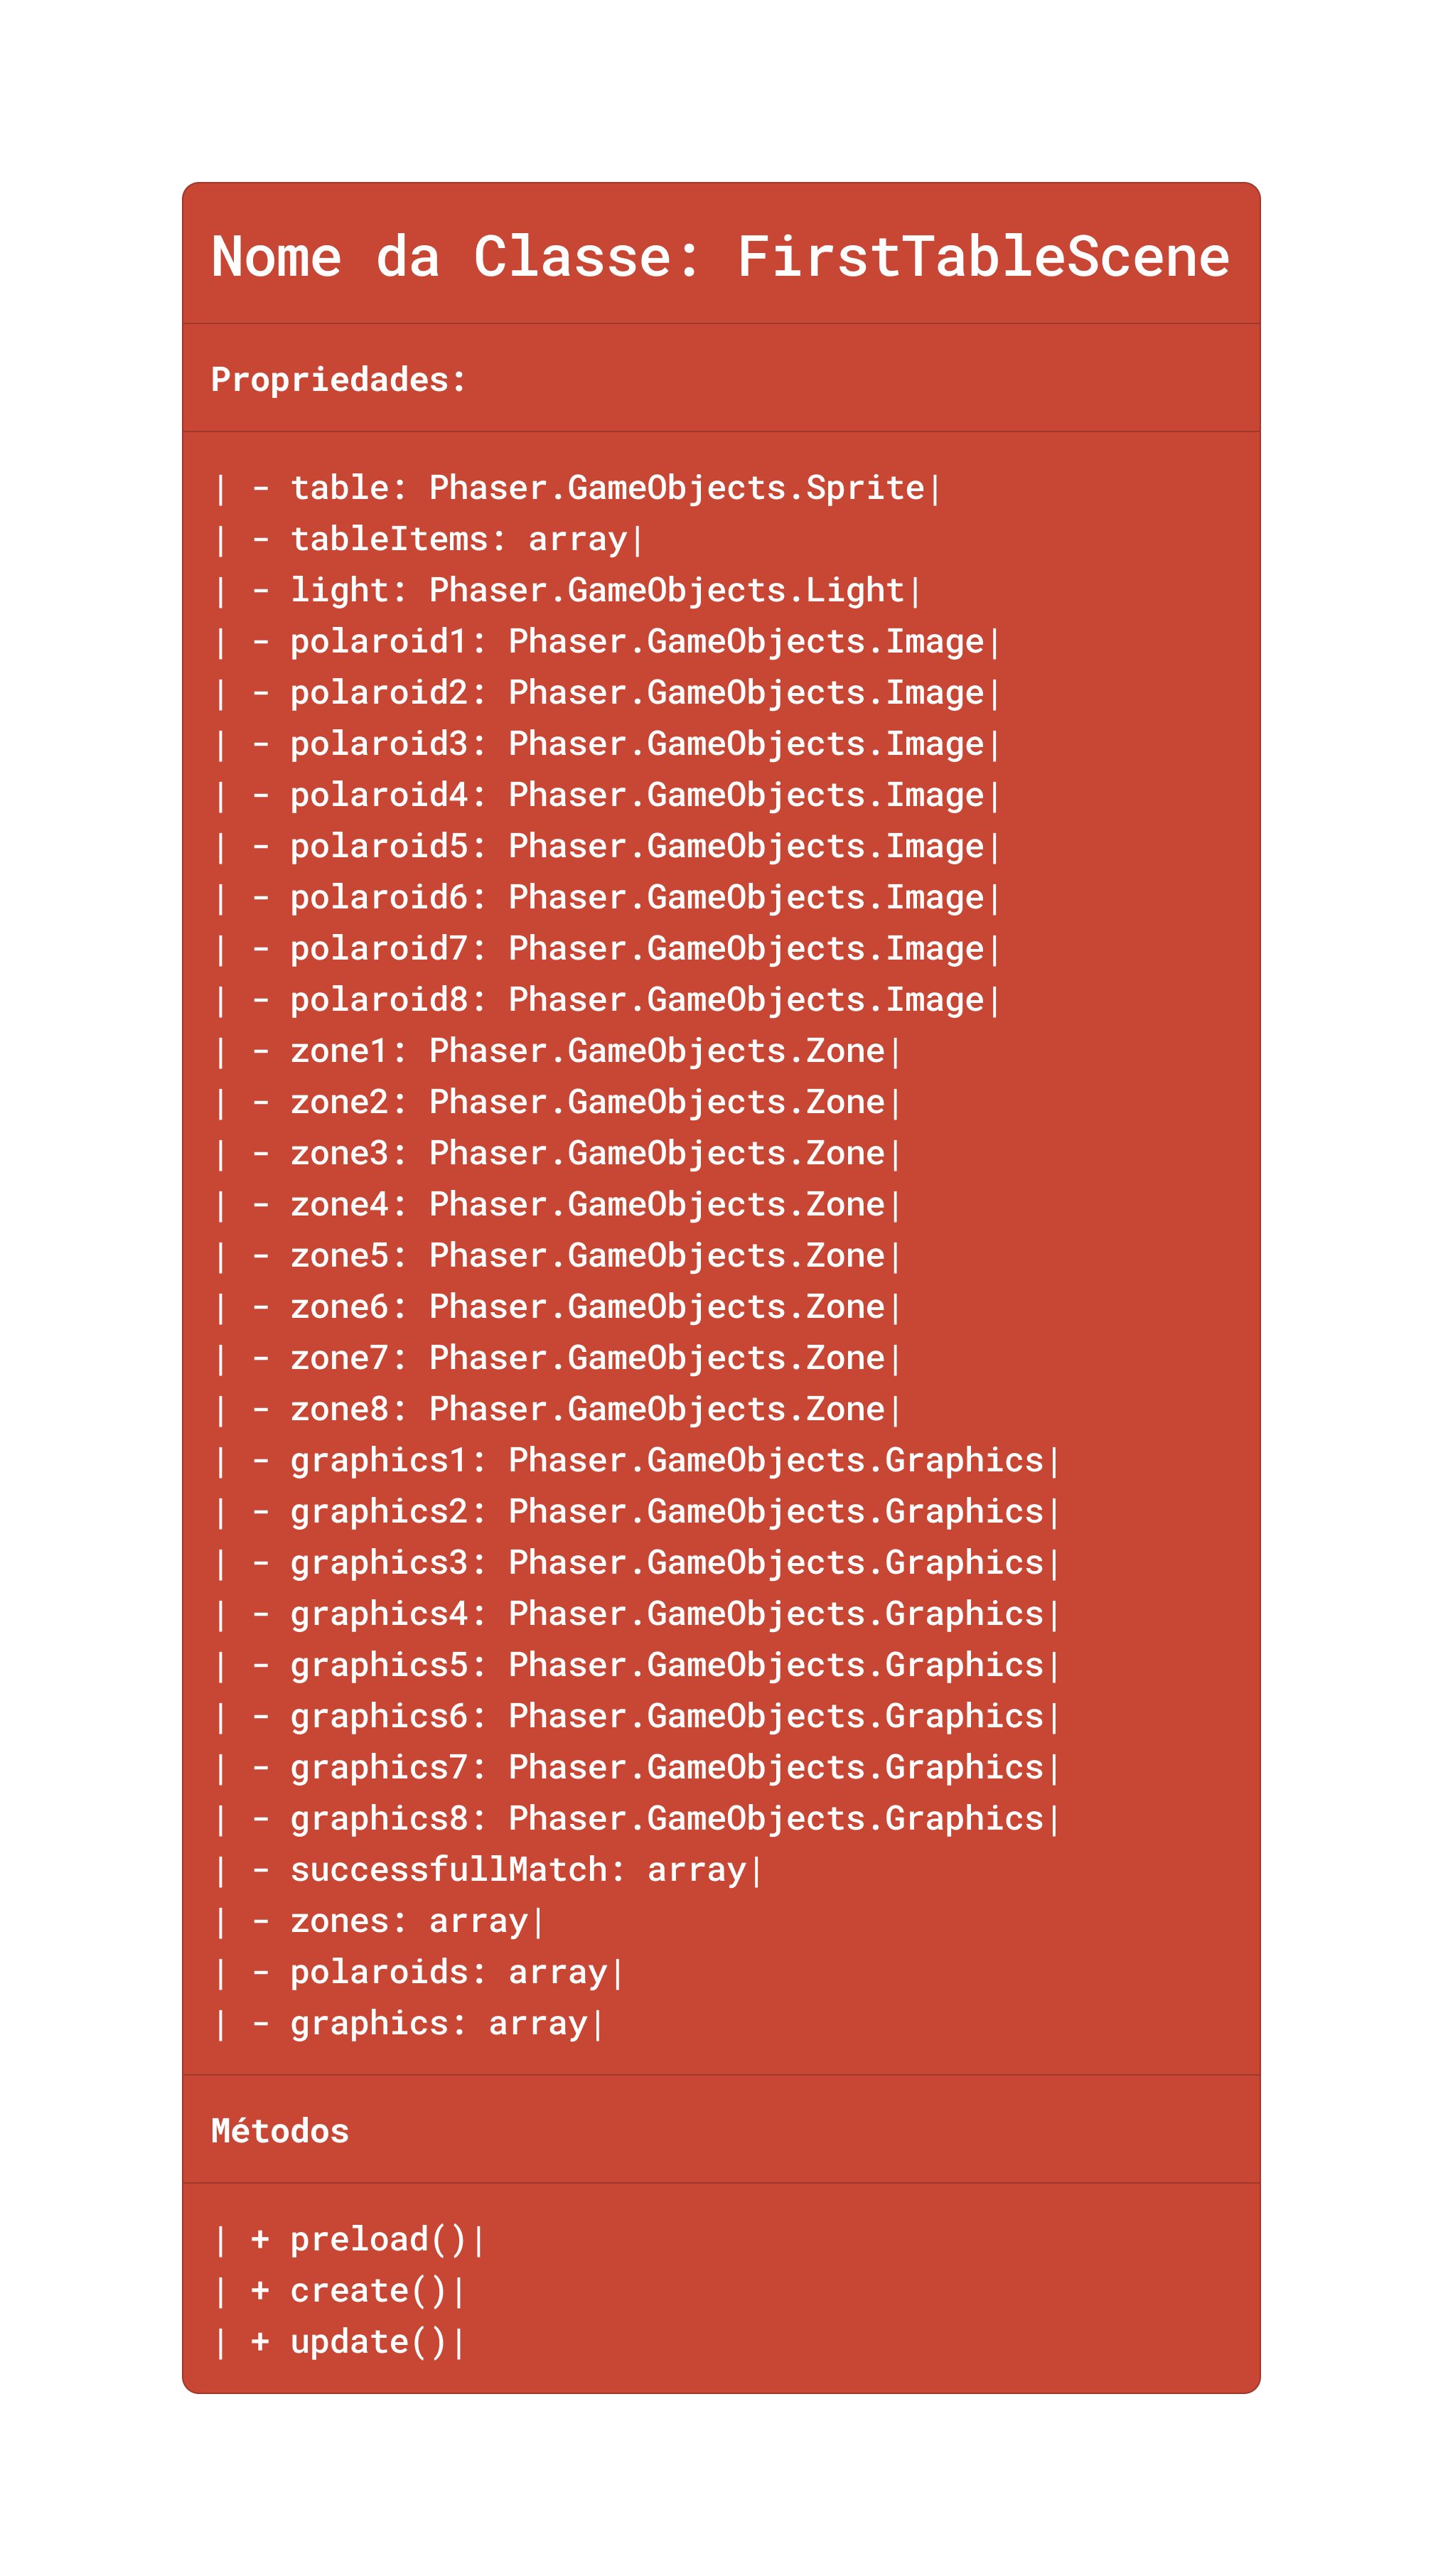 Nome da Classe: FirstTableScene
Propriedades:
| - table: Phaser.GameObjects.Sprite|
| - tableItems: array|
| - light: Phaser.GameObjects.Light|
| - polaroid1: Phaser.GameObjects.Image|
| - polaroid2: Phaser.GameObjects.Image|
| - polaroid3: Phaser.GameObjects.Image|
| - polaroid4: Phaser.GameObjects.Image|
| - polaroid5: Phaser.GameObjects.Image|
| - polaroid6: Phaser.GameObjects.Image|
| - polaroid7: Phaser.GameObjects.Image|
| - polaroid8: Phaser.GameObjects.Image|
| - zone1: Phaser.GameObjects.Zone|
| - zone2: Phaser.GameObjects.Zone|
| - zone3: Phaser.GameObjects.Zone|
| - zone4: Phaser.GameObjects.Zone|
| - zone5: Phaser.GameObjects.Zone|
| - zone6: Phaser.GameObjects.Zone|
| - zone7: Phaser.GameObjects.Zone|
| - zone8: Phaser.GameObjects.Zone|
| - graphics1: Phaser.GameObjects.Graphics|
| - graphics2: Phaser.GameObjects.Graphics|
| - graphics3: Phaser.GameObjects.Graphics|
| - graphics4: Phaser.GameObjects.Graphics|
| - graphics5: Phaser.GameObjects.Graphics|
| - graphics6: Phaser.GameObjects.Graphics|
| - graphics7: Phaser.GameObjects.Graphics|
| - graphics8: Phaser.GameObjects.Graphics|
| - successfullMatch: array|
| - zones: array|
| - polaroids: array|
| - graphics: array|
Métodos
| + preload()|
| + create()|
| + update()|